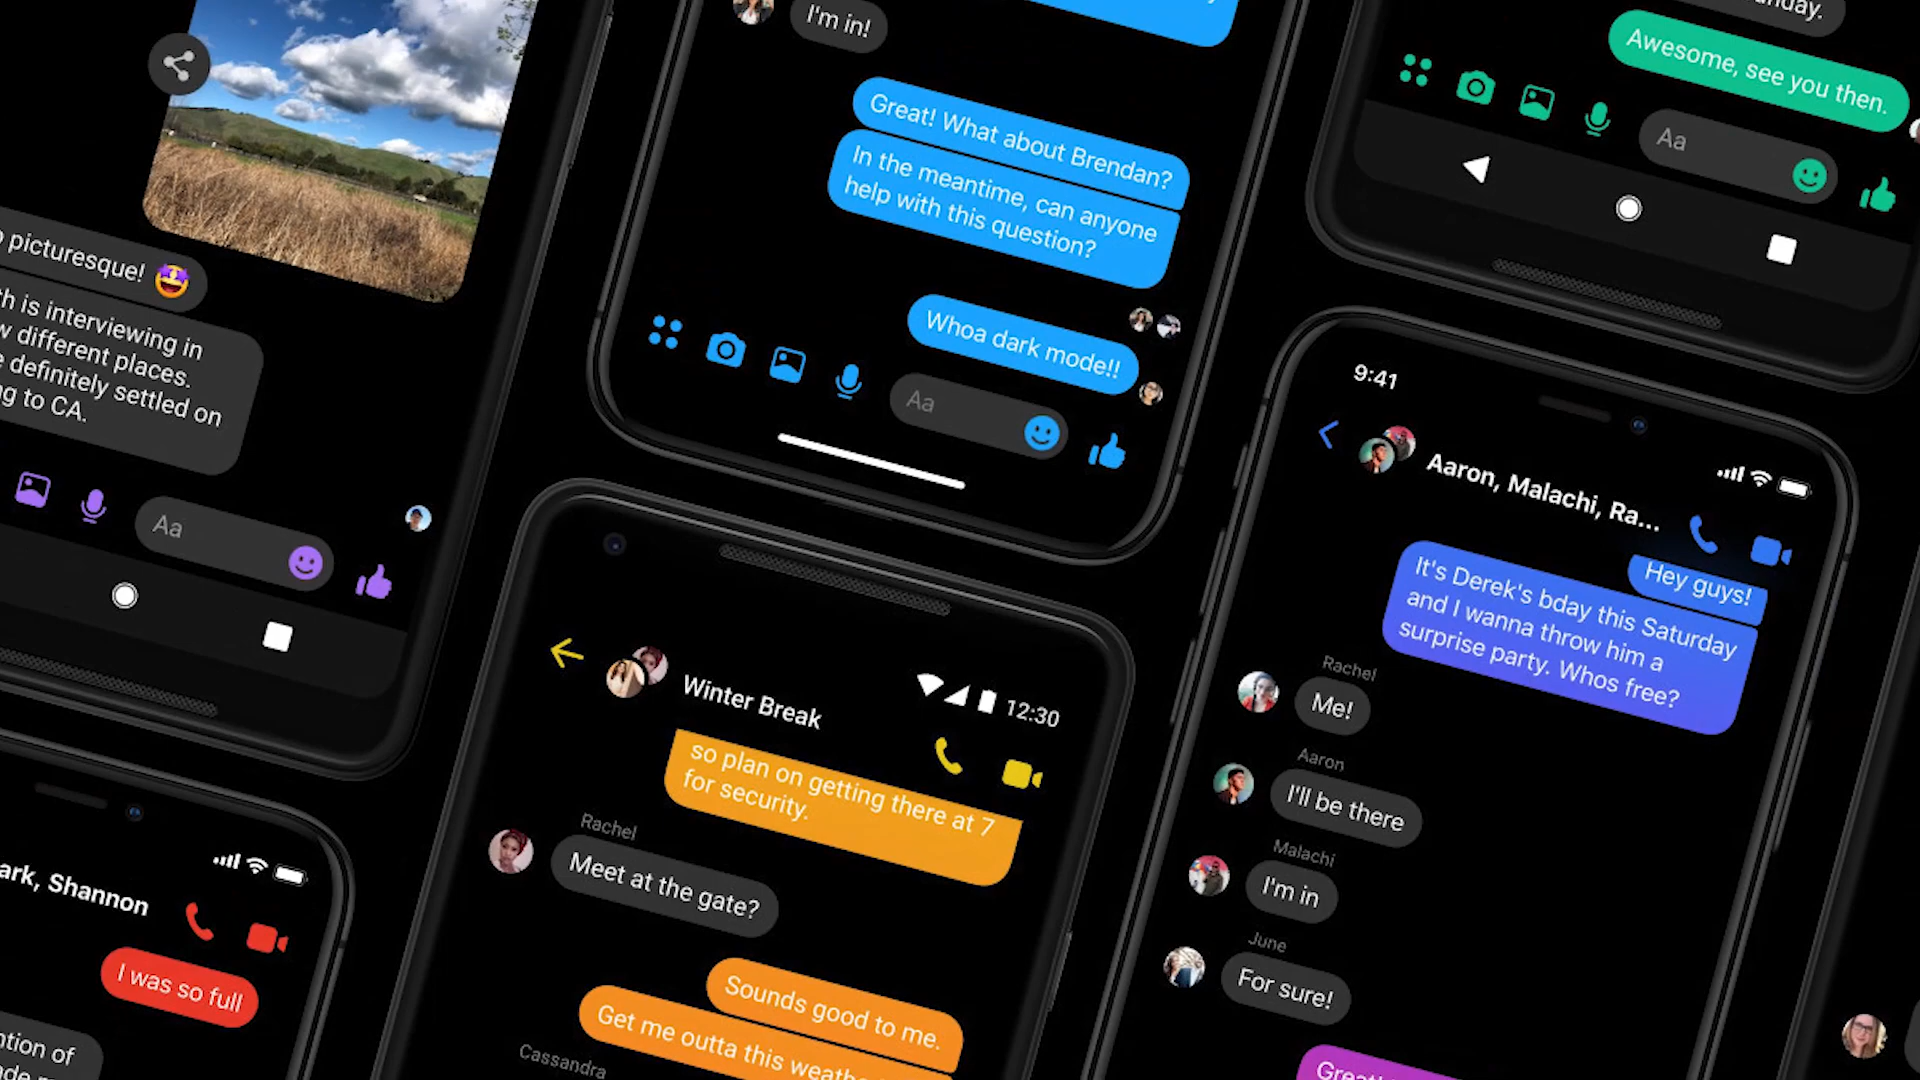 picturesque! 🤩
is interviewing in
different places.
definitely settled on
to CA.
Aa
I'm in!
Great! What about Brendan?
In the meantime, can anyone
help with this question?
Whoa dark mode!!
Aa
Awesome, see you then.
Aa
Shannon
I was so full
of
Winter Break
12:30
so plan on getting there at 7
for security.
Rachel
Meet at the gate?
Sounds good to me.
Get me outta this
Cassandra
9:41
Aaron, Malachi, Ra...
Hey guys!
It's Derek's bday this Saturday
and I wanna throw him a
surprise party. Whos free?
Rachel
Me!
Aaron
I'll be there
Malachi
I'm in
June
For sure!